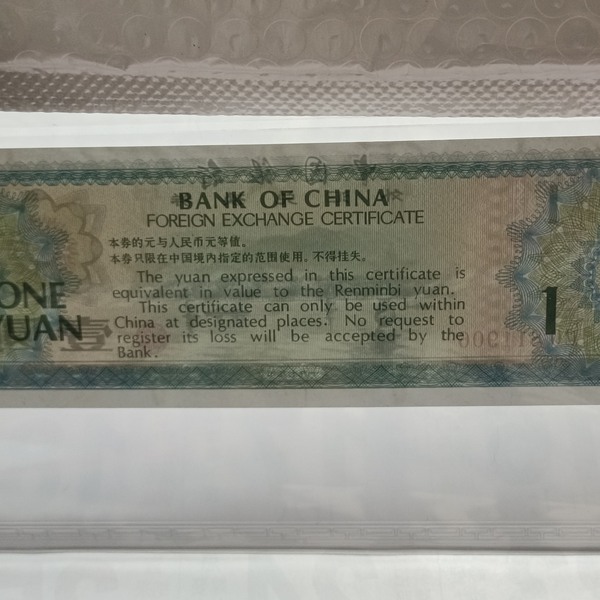 BANK OF CHINA
FOREIGN EXCHANGE CERTIFICATE
本券的元与人民币元等值。
本券只限在中国境内指定的范围使用，不得挂失。
The yuan expressed in this certificate is
equivalent in value to the Renminbi yuan.
This certificate can only be used within
China at designated places. No request to
register its loss will be accepted by the
Bank.
ONE
YUAN
1
1